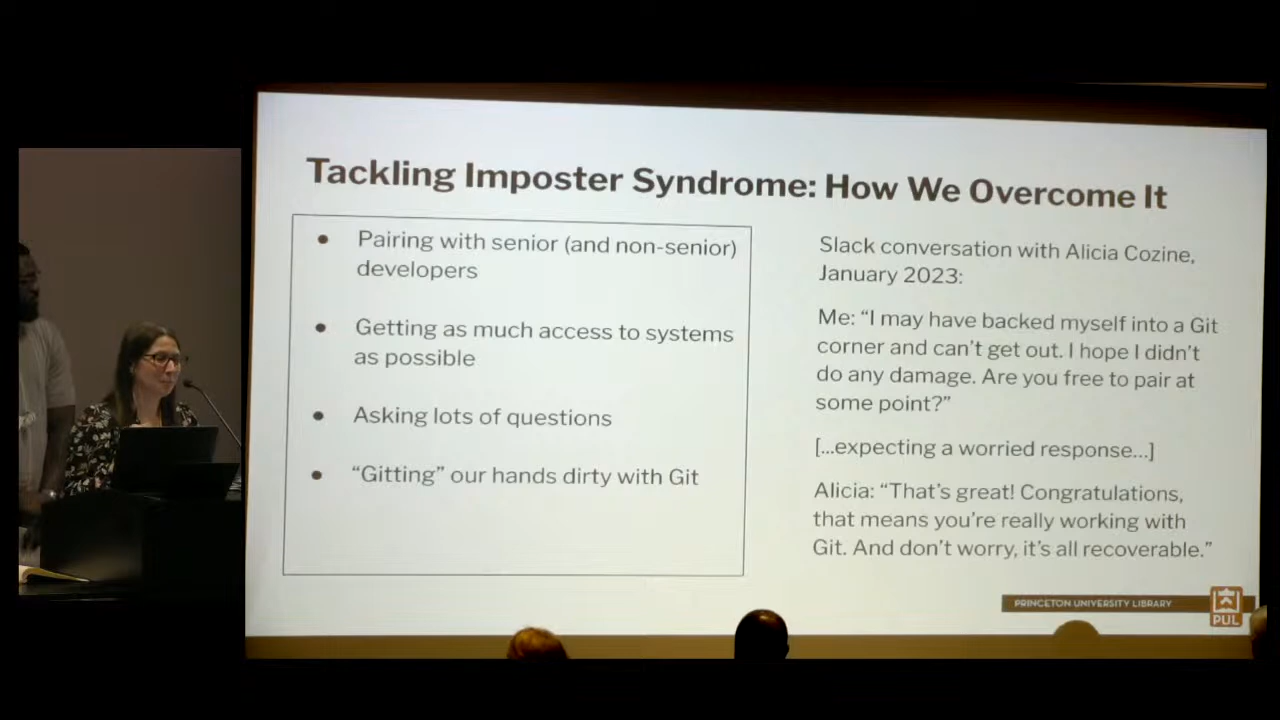 Tackling Imposter Syndrome: How We Overcome It
● Pairing with senior (and non-senior)
developers
● Getting as much access to systems
as possible
● Asking lots of questions
● “Gitting” our hands dirty with Git
Slack conversation with Alicia Cozine,
January 2023:
Me: “I may have backed myself into a Git
corner and can’t get out. I hope I didn’t
do any damage. Are you free to pair at
some point?”
[...expecting a worried response...]
Alicia: “That’s great! Congratulations,
that means you’re really working with
Git. And don’t worry, it’s all recoverable.”
PRINCETON UNIVERSITY LIBRARY
PUL